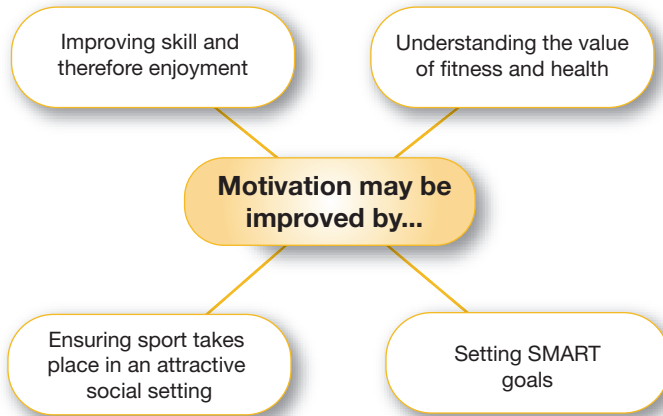 Improving skill and
therefore enjoyment
Understanding the value
of fitness and health
Motivation may be
improved by...
Ensuring sport takes
place in an attractive
social setting
Setting SMART
goals